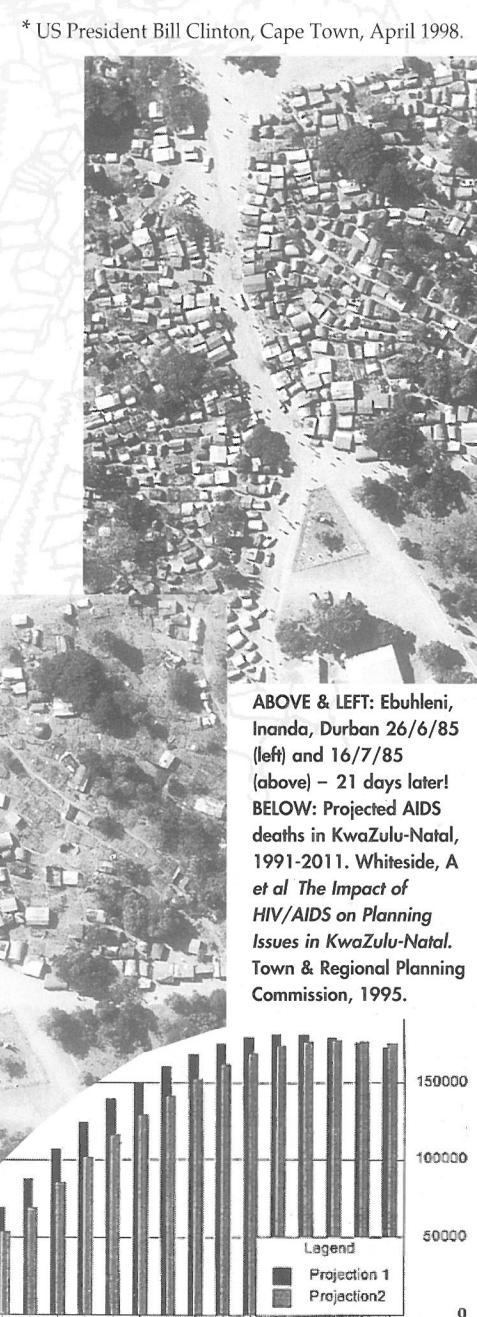 * US President Bill Clinton, Cape Town, April 1998.
ABOVE & LEFT: Ebuhleni,
Inanda, Durban 26/6/85
(left) and 16/7/85
(above) – 21 days later!
BELOW: Projected AIDS
deaths in KwaZulu-Natal,
1991-2011. Whiteside, A
et al The Impact of
HIV/AIDS on Planning
Issues in KwaZulu-Natal.
Town & Regional Planning
Commission, 1995.
150000
100000
50000
Legend
Projection 1
Projection2
0